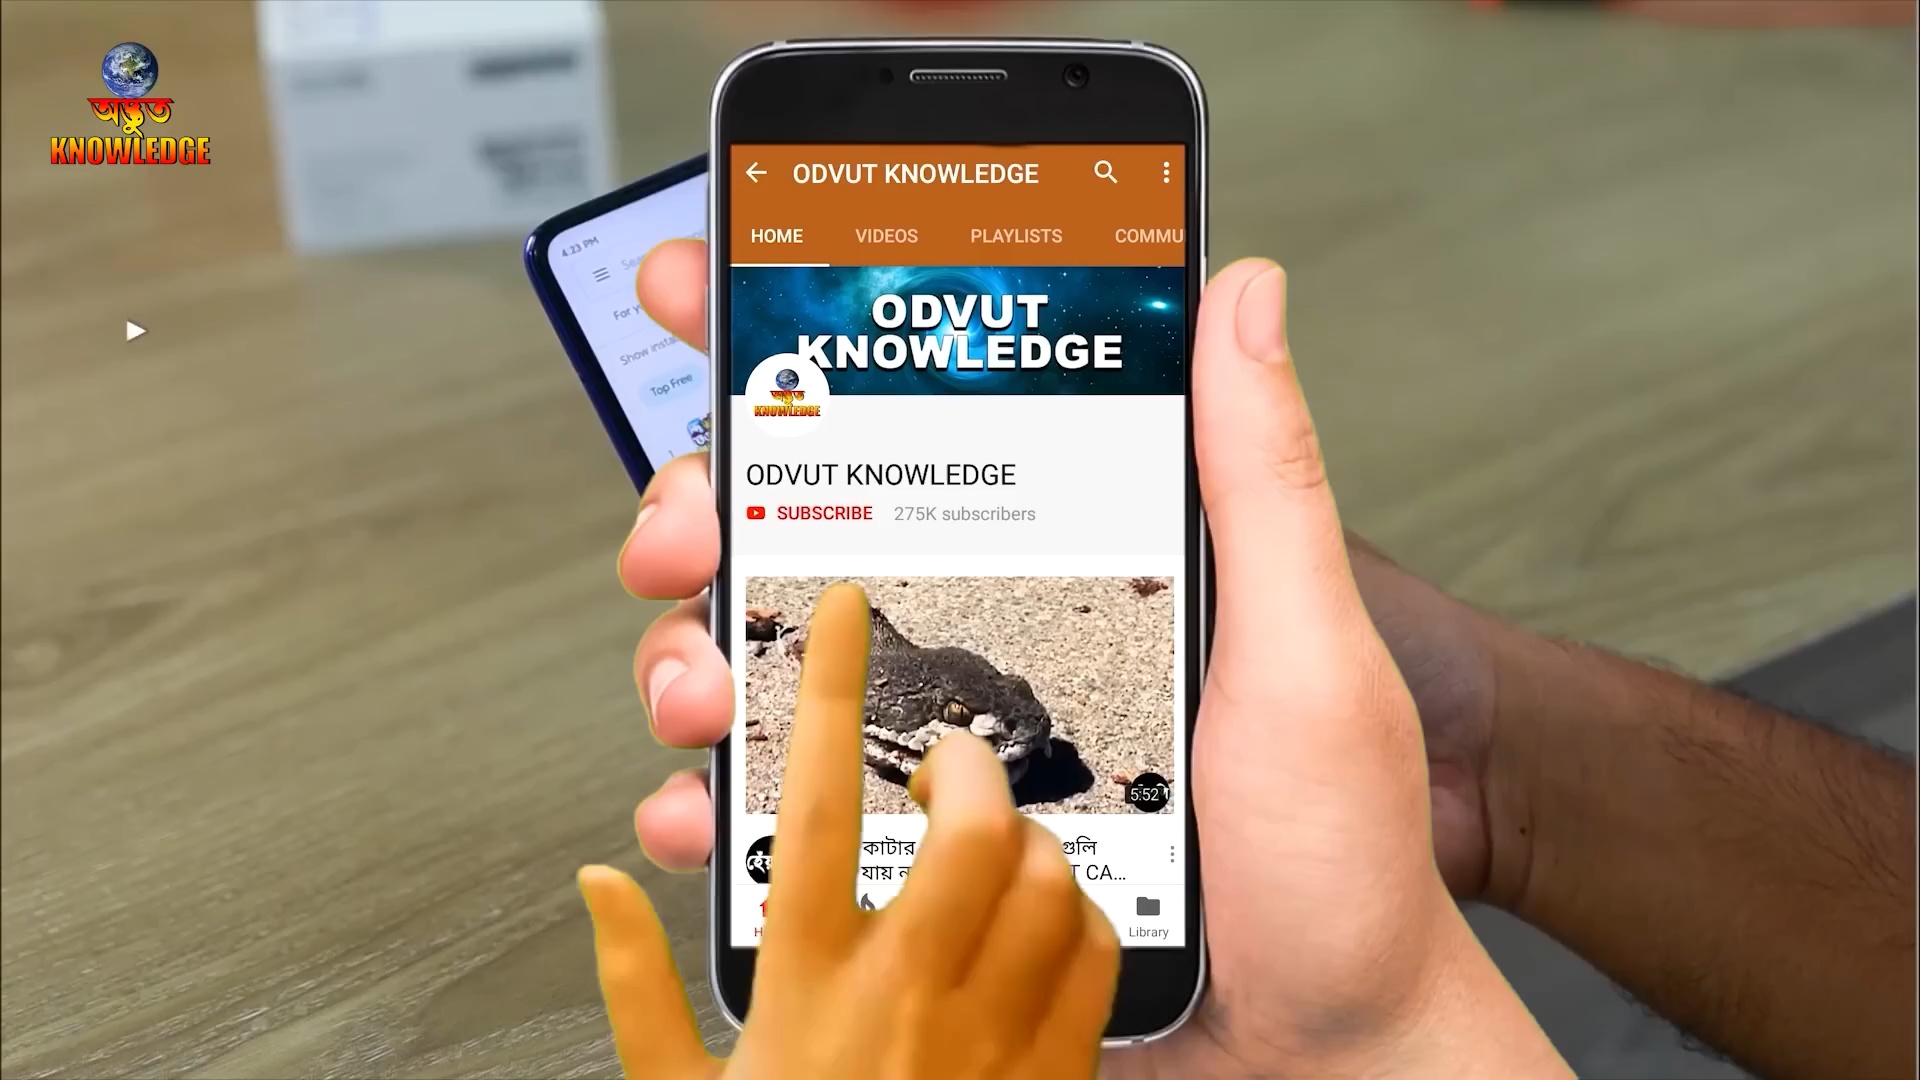 অদ্ভুত
KNOWLEDGE
4:23 PM
For y
Show insta
Top Free
ODVUT KNOWLEDGE
HOME VIDEOS PLAYLISTS COMMU
ODVUT
KNOWLEDGE
অদ্ভুত
KNOWLEDGE
ODVUT KNOWLEDGE
SUBSCRIBE 275K subscribers
5:52
কাটার গুলি
যায় ন T CA...
H
Library